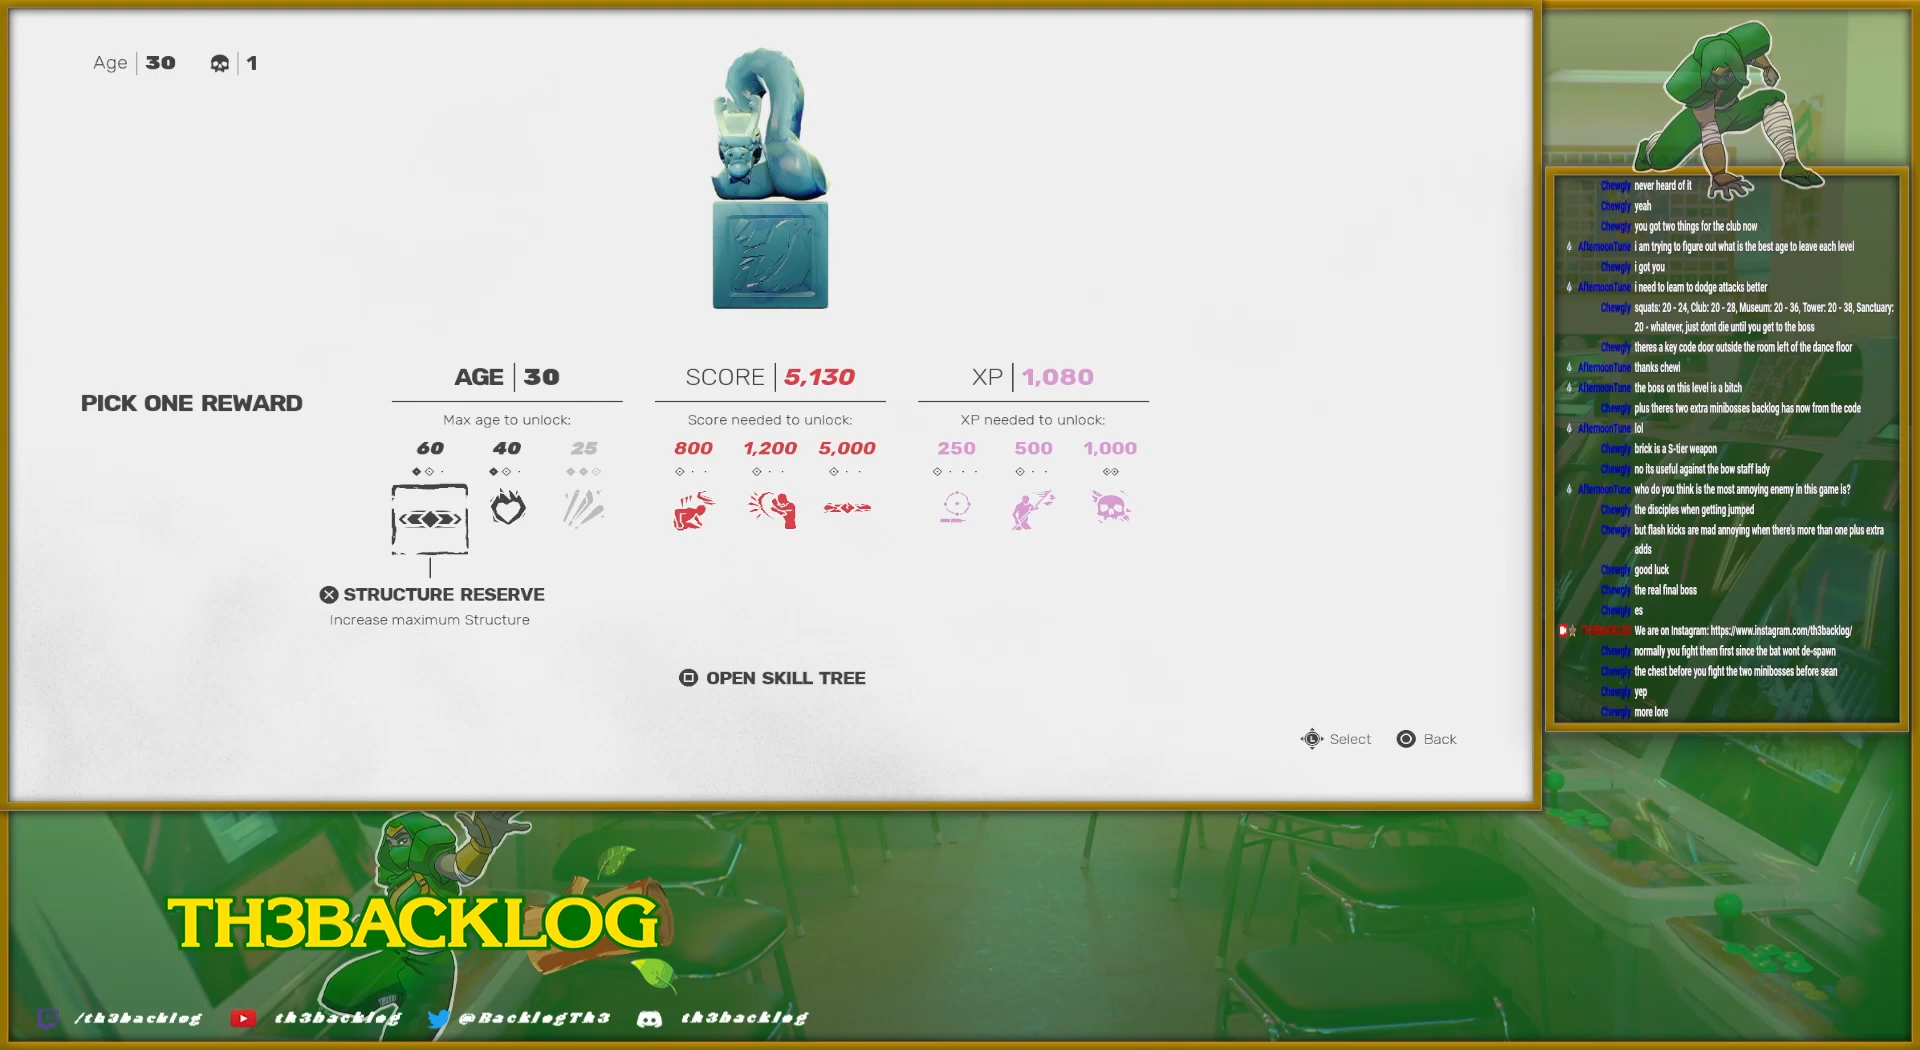 Age 30 1
PICK ONE REWARD
AGE 30
Max age to unlock:
60 40 25
SCORE 5,130
Score needed to unlock:
800 1,200 5,000
XP 1,080
XP needed to unlock:
250 500 1,000
STRUCTURE RESERVE
Increase maximum Structure
OPEN SKILL TREE
Select Back
Chewgly never heard of it
Chewgly yeah
Chewgly you got two things for the club now
AfternoonTune i am trying to figure out what is the best age to leave each level
Chewgly i got you
AfternoonTune i need to learn to dodge attacks better
Chewgly squats: 20 - 24, Club: 20 - 28, Museum: 20 - 36, Tower: 20 - 38, Sanctuary:
20 - whatever, just dont die until you get to the boss
Chewgly theres a key code door outside the room left of the dance floor
AfternoonTune thanks chewl
AfternoonTune the boss on this level is a bitch
Chewgly plus theres two extra minibosses backlog has now from the code
AfternoonTune lol
Chewgly brick is a S-tier weapon
Chewgly no its useful against the bow staff lady
AfternoonTune who do you think is the most annoying enemy in this game is?
Chewgly the disciples when getting jumped
Chewgly but flash kicks are mad annoying when there's more than one plus extra
adds
Chewgly good luck
Chewgly the real final boss
Chewgly es
TH3BACKLOG We are on Instagram: https://www.instagram.com/th3backlog/
Chewgly normally you fight them first since the bat wont de-spawn
Chewgly the chest before you fight the two minibosses before sean
Chewgly yep
Chewgly more lore
TH3BACKLOG
/th3backlog th3backlog @BacklogTh3 th3backlog